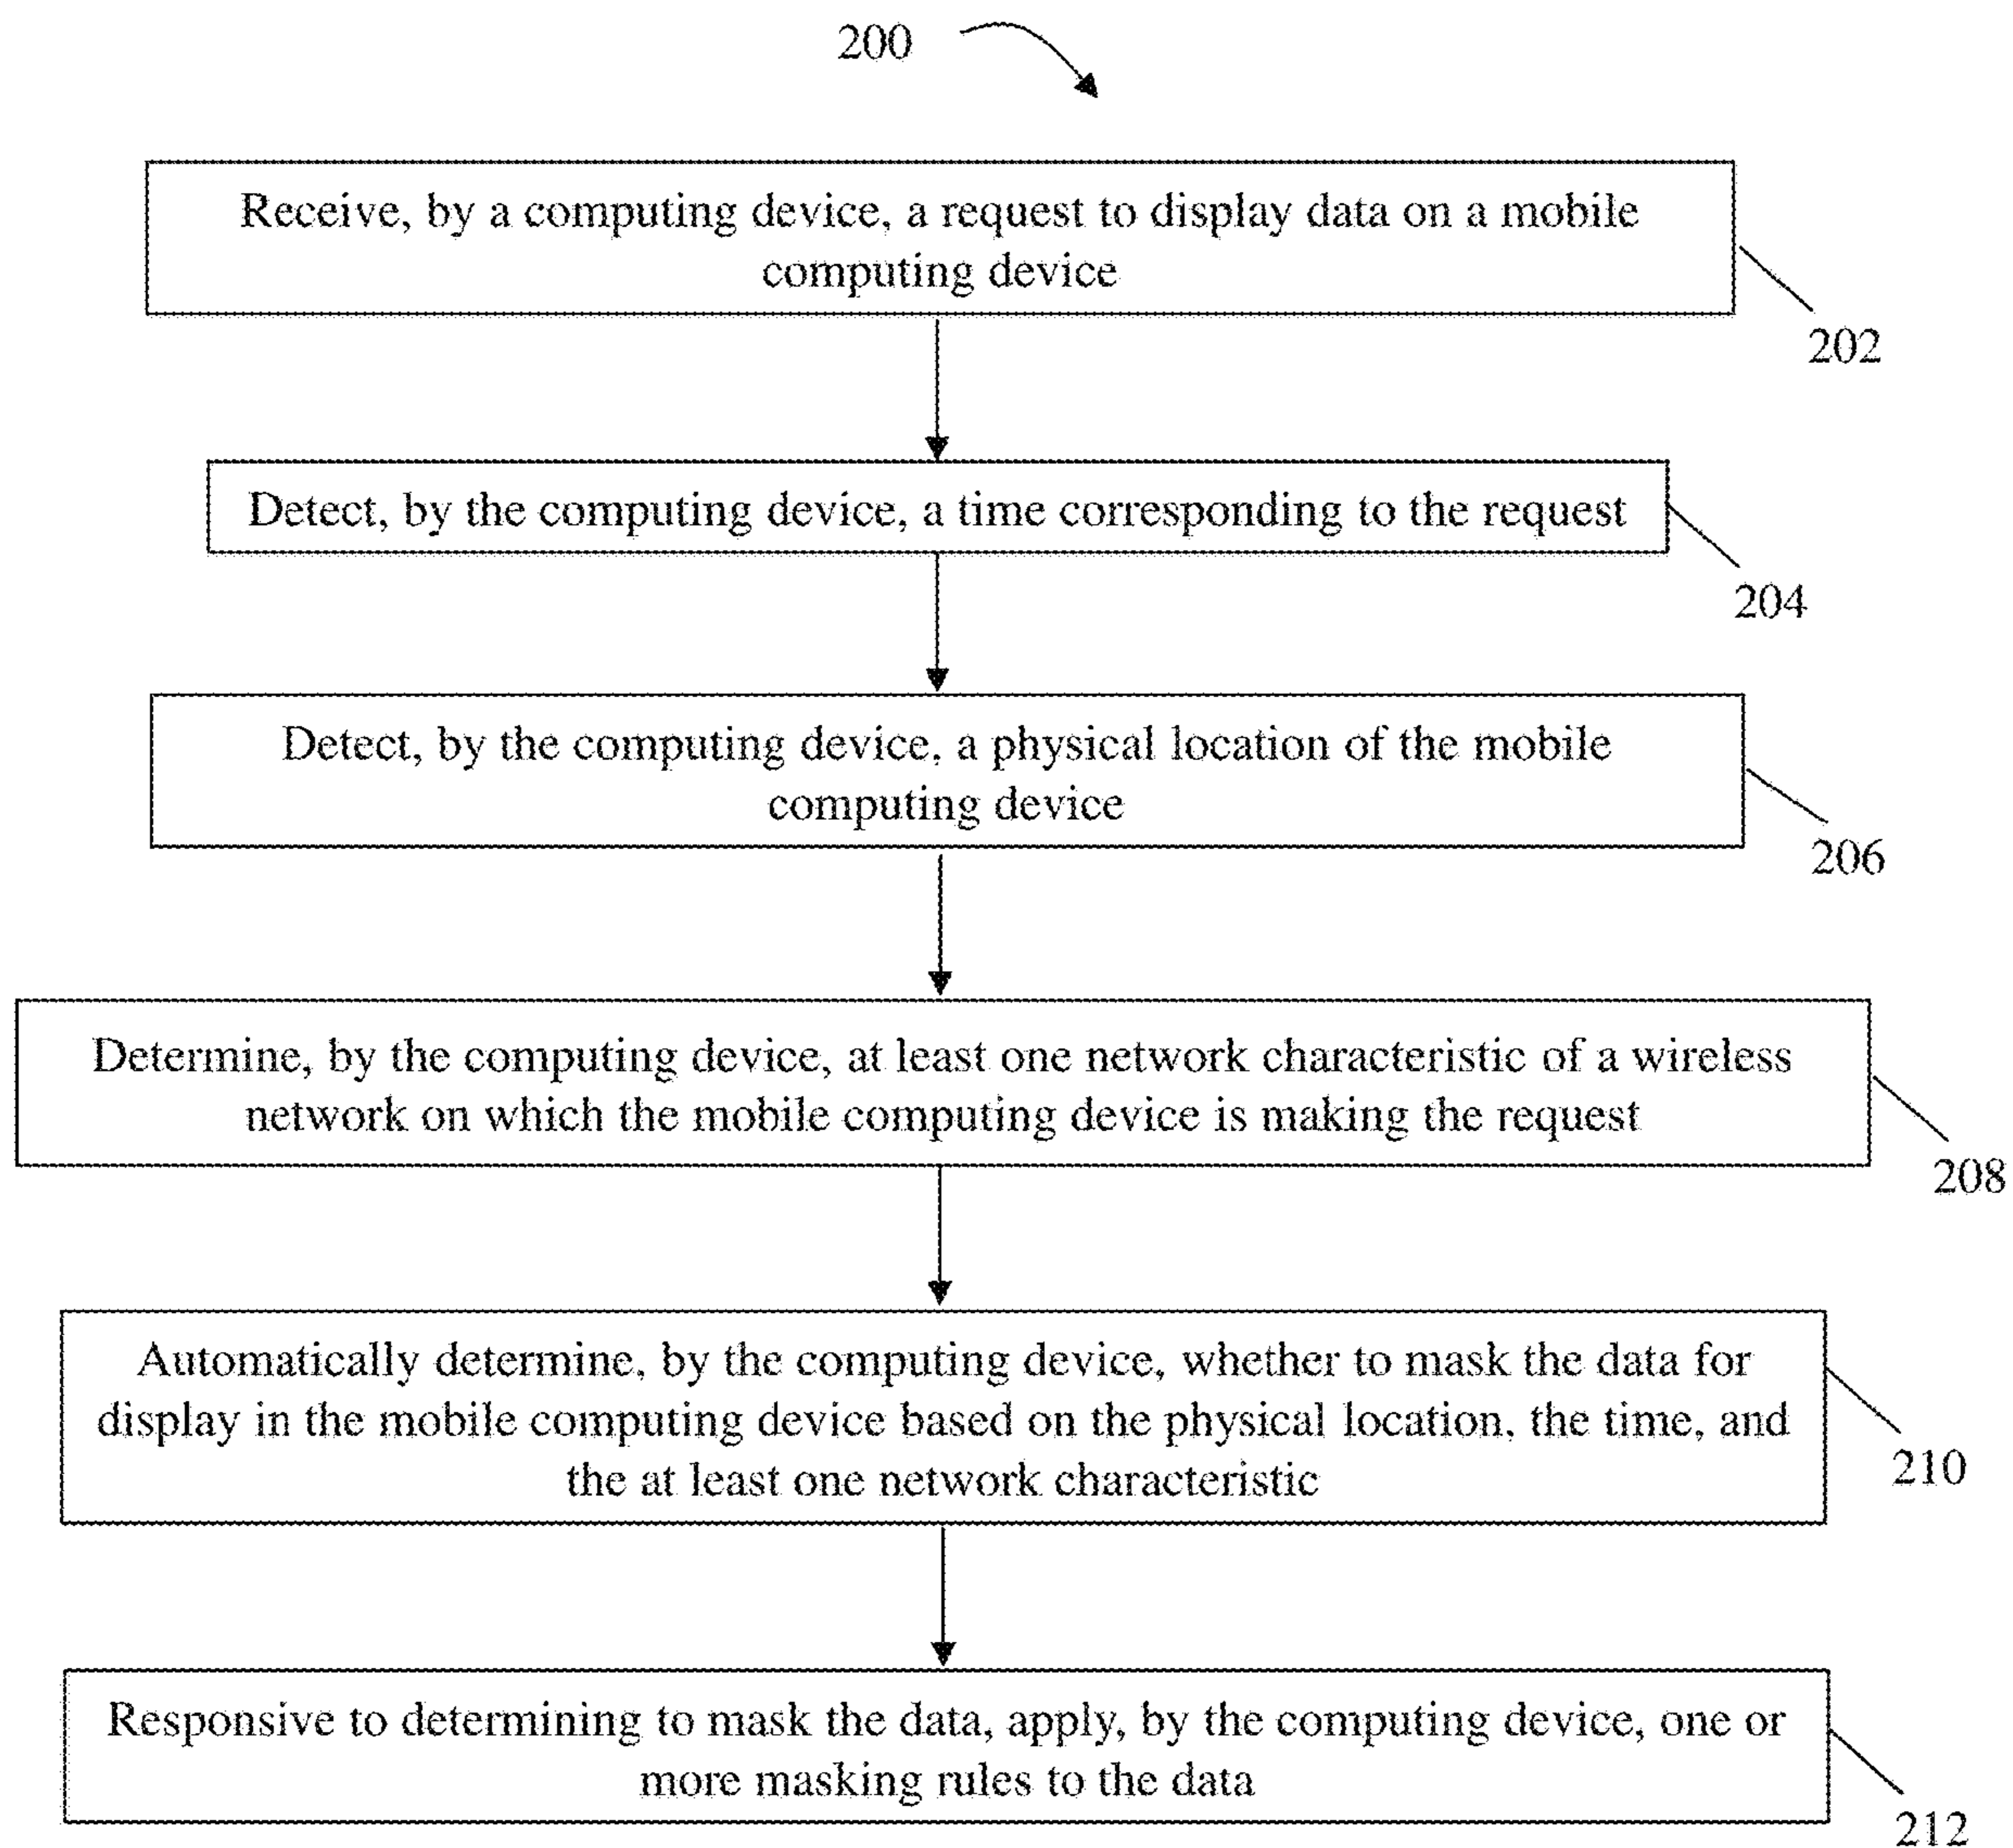 200
Receive, by a computing device, a request to display data on a mobile
computing device
202
Detect, by the computing device, a time corresponding to the request
204
Detect, by the computing device, a physical location of the mobile
computing device
206
Determine, by the computing device, at least one network characteristic of a wireless
network on which the mobile computing device is making the request
208
Automatically determine, by the computing device, whether to mask the data for
display in the mobile computing device based on the physical location, the time, and
the at least one network characteristic
210
Responsive to determining to mask the data, apply, by the computing device, one or
more masking rules to the data
212